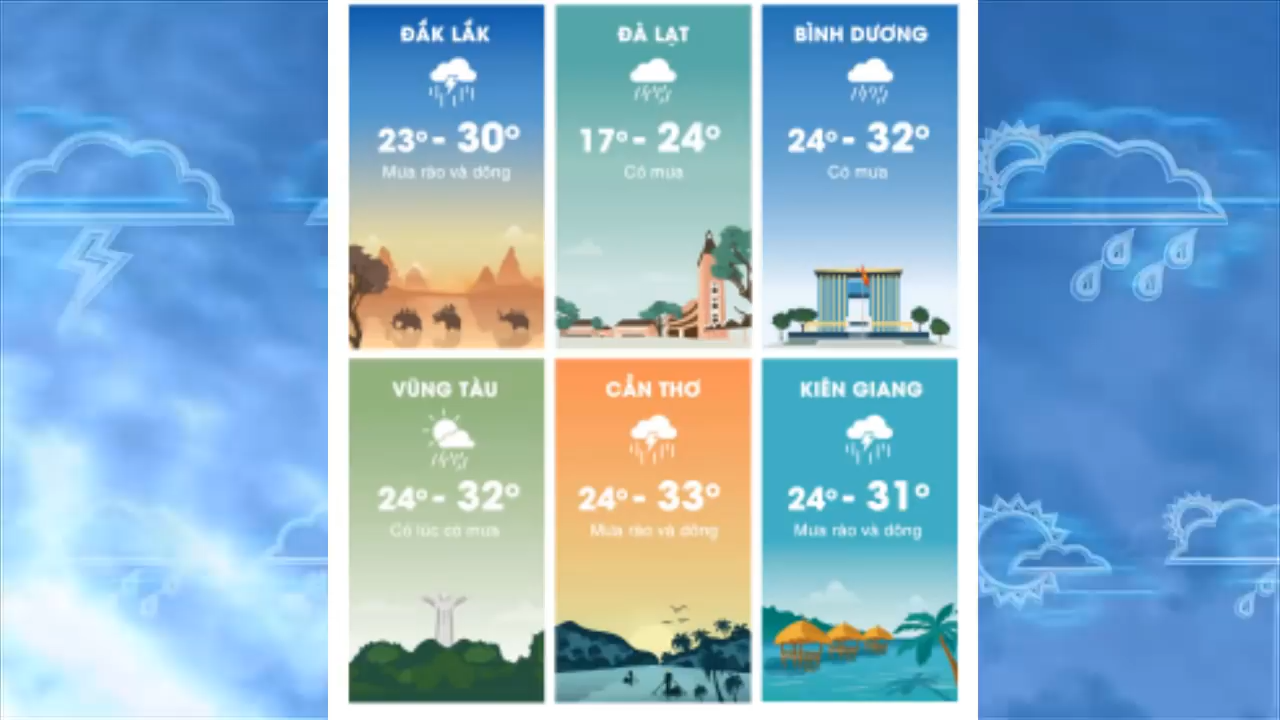 ĐẮK LẮK
23° - 30°
Mưa rào và dông
ĐÀ LẠT
17° - 24°
Có mưa
BÌNH DƯƠNG
24° - 32°
Có mưa
VŨNG TÀU
24° - 32°
Có lúc có mưa
CẦN THƠ
24° - 33°
Mưa rào và dông
KIÊN GIANG
24° - 31°
Mưa rào và dông